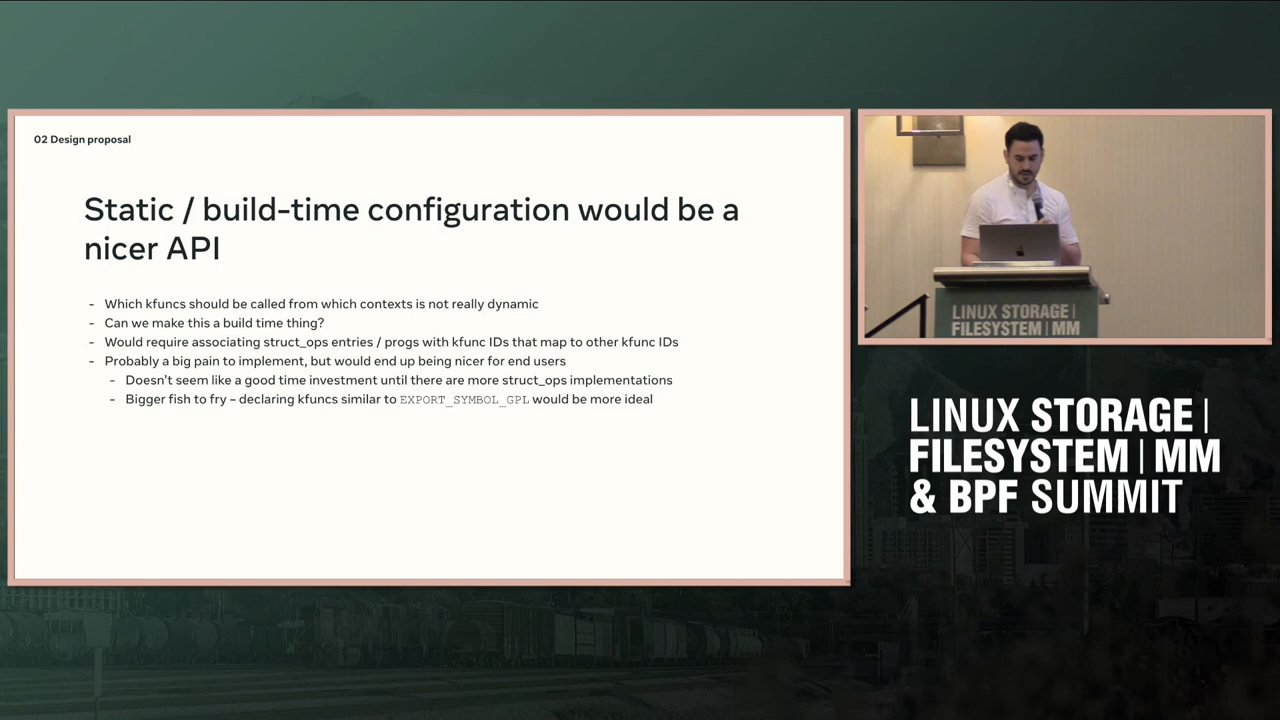 02 Design proposal
Static / build-time configuration would be a
nicer API
- Which kfuncs should be called from which contexts is not really dynamic
- Can we make this a build time thing?
- Would require associating struct_ops entries / progs with kfunc IDs that map to other kfunc IDs
- Probably a big pain to implement, but would end up being nicer for end users
- Doesn't seem like a good time investment until there are more struct_ops implementations
- Bigger fish to fry – declaring kfuncs similar to EXPORT_SYMBOL_GPL would be more ideal
LINUX STORAGE |
FILESYSTEM | MM
LINUX STORAGE |
FILESYSTEM | MM
& BPF SUMMIT